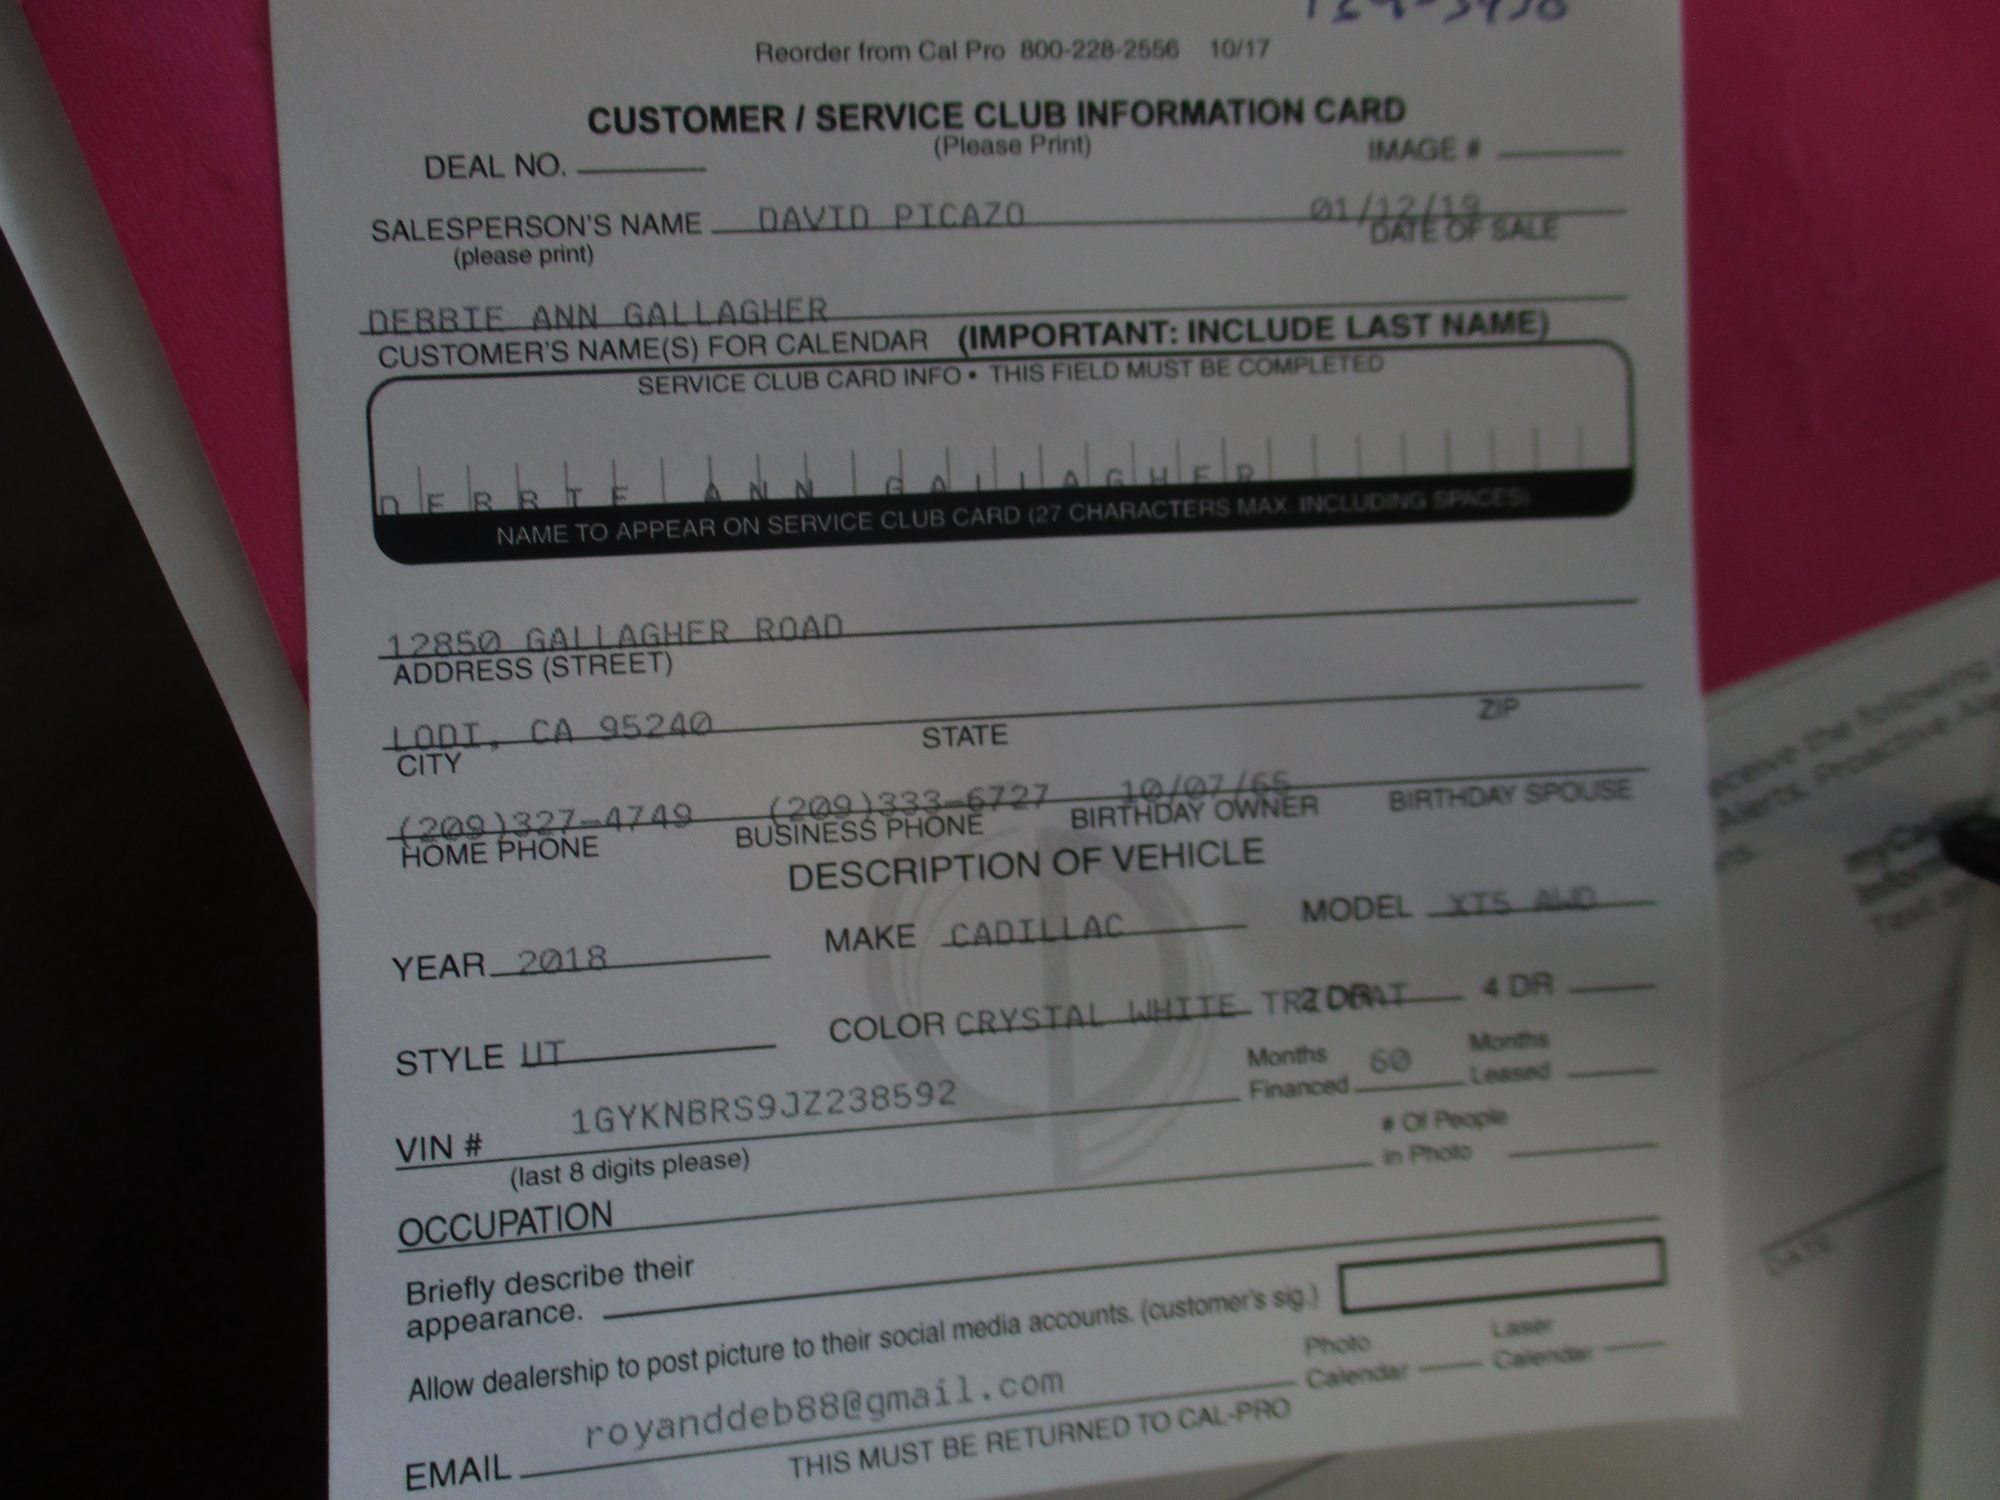 Reorder from Cal Pro 800-228-2556 10/17
CUSTOMER / SERVICE CLUB INFORMATION CARD
(Please Print)
DEAL NO. IMAGE #
SALESPERSON'S NAME DAVID PICAZO 01/12/19
(please print) DATE OF SALE
DEBBIE ANN GALLAGHER
CUSTOMER'S NAME(S) FOR CALENDAR (IMPORTANT: INCLUDE LAST NAME)
SERVICE CLUB CARD INFO • THIS FIELD MUST BE COMPLETED
DEBBIE ANN GALLAGHER
NAME TO APPEAR ON SERVICE CLUB CARD (27 CHARACTERS MAX. INCLUDING SPACES)
12850 GALLAGHER ROAD
ADDRESS (STREET)
LODI, CA 95240
CITY STATE ZIP
(209)327-4749 (209)333-6727 10/07/65
HOME PHONE BUSINESS PHONE BIRTHDAY OWNER BIRTHDAY SPOUSE
DESCRIPTION OF VEHICLE
YEAR 2018 MAKE CADILLAC MODEL XT5 AWD
STYLE UT COLOR CRYSTAL WHITE 2 DR 4 DR
VIN # 1GYKNBRS9JZ238592 Months Financed 60 Months Leased
(last 8 digits please)
# Of People in Photo
OCCUPATION
Briefly describe their
appearance.
Allow dealership to post picture to their social media accounts. (customer's sig.)
Photo Calendar Laser Calendar
EMAIL royanddeb88@gmail.com
THIS MUST BE RETURNED TO CAL-PRO
eceive the following
Alerts, Proactive
DATE